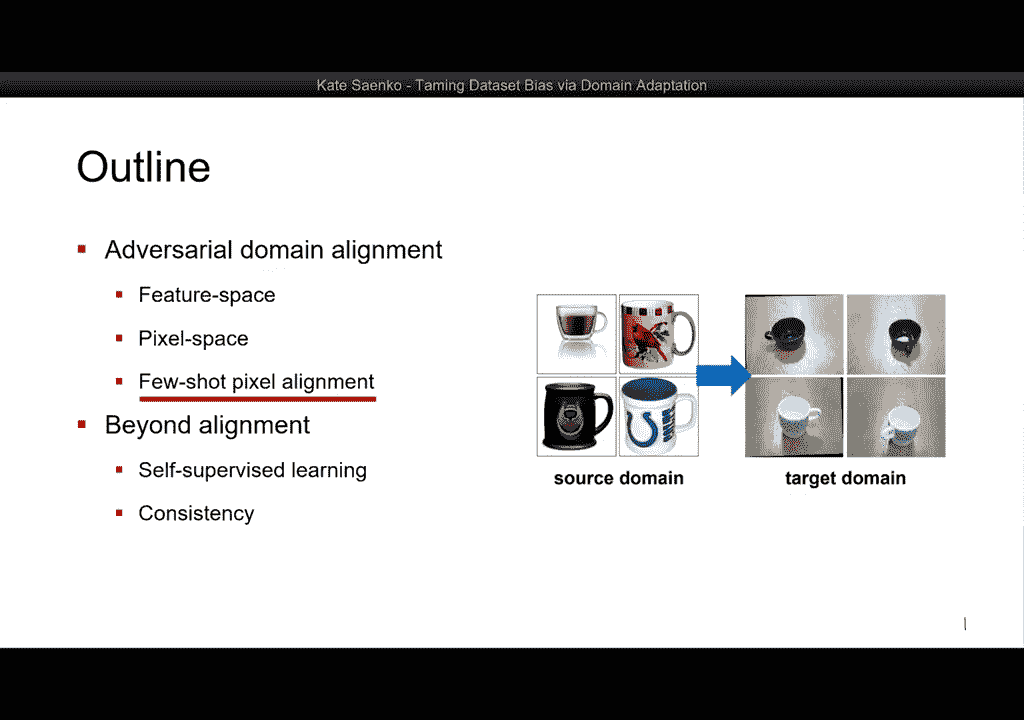 Kate Saenko - Taming Dataset Bias via Domain Adaptation
Outline
Adversarial domain alignment
Feature-space
Pixel-space
Few-shot pixel alignment
Beyond alignment
Self-supervised learning
Consistency
source domain
target domain